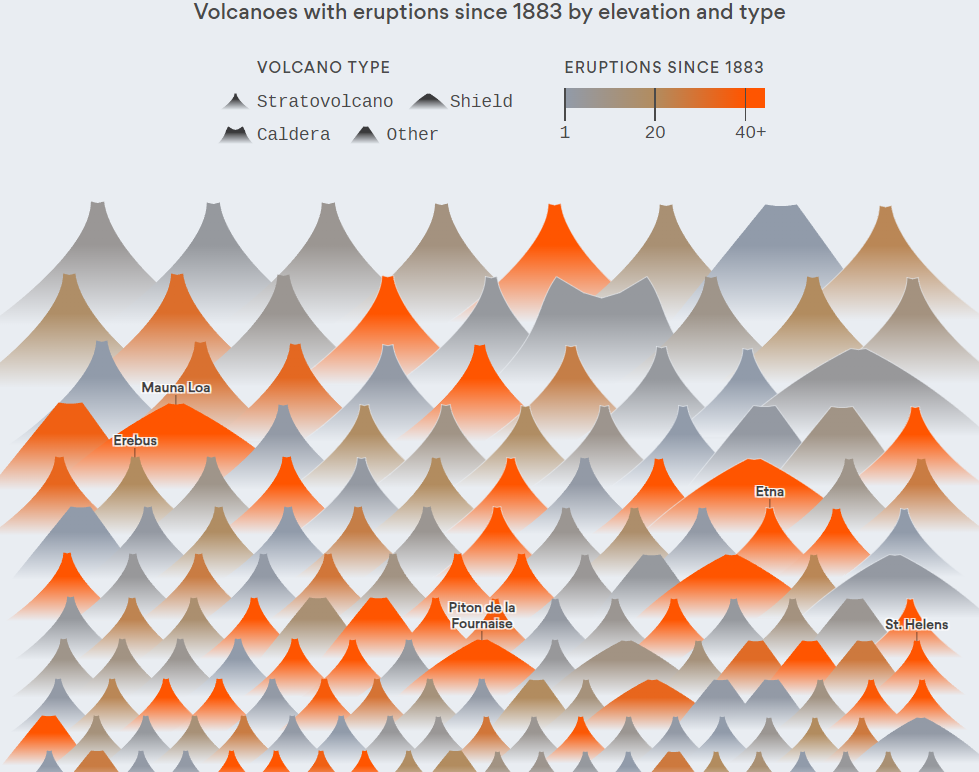 Volcanoes with eruptions since 1883 by elevation and type
VOLCANO TYPE
Stratovolcano
Shield
Caldera
Other
ERUPTIONS SINCE 1883
1 20 40+
Mauna Loa
Erebus
Etna
Piton de la
Fournaise
St. Helens